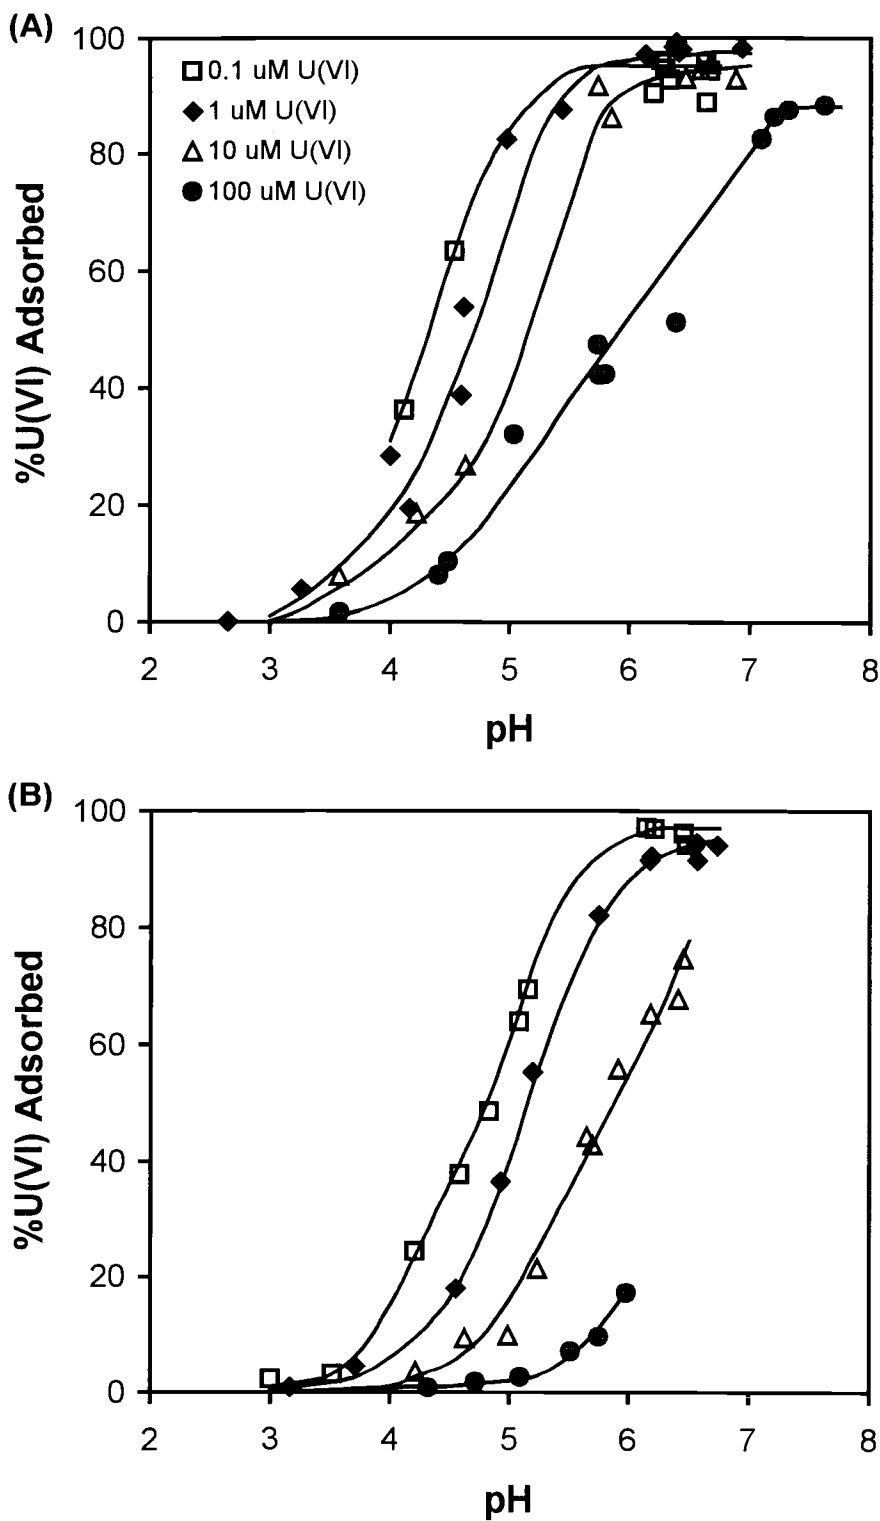 (A)
100
80
60
40
20
0
%U(VI) Adsorbed
0.1 uM U(VI)
1 uM U(VI)
10 uM U(VI)
100 uM U(VI)
2 3 4 5 6 7 8
pH
(B)
100
80
60
40
20
0
%U(VI) Adsorbed
2 3 4 5 6 7 8
pH